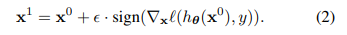 x¹ = x⁰ + ϵ · sign(∇ₓℓ(h_θ(x⁰), y)). (2)